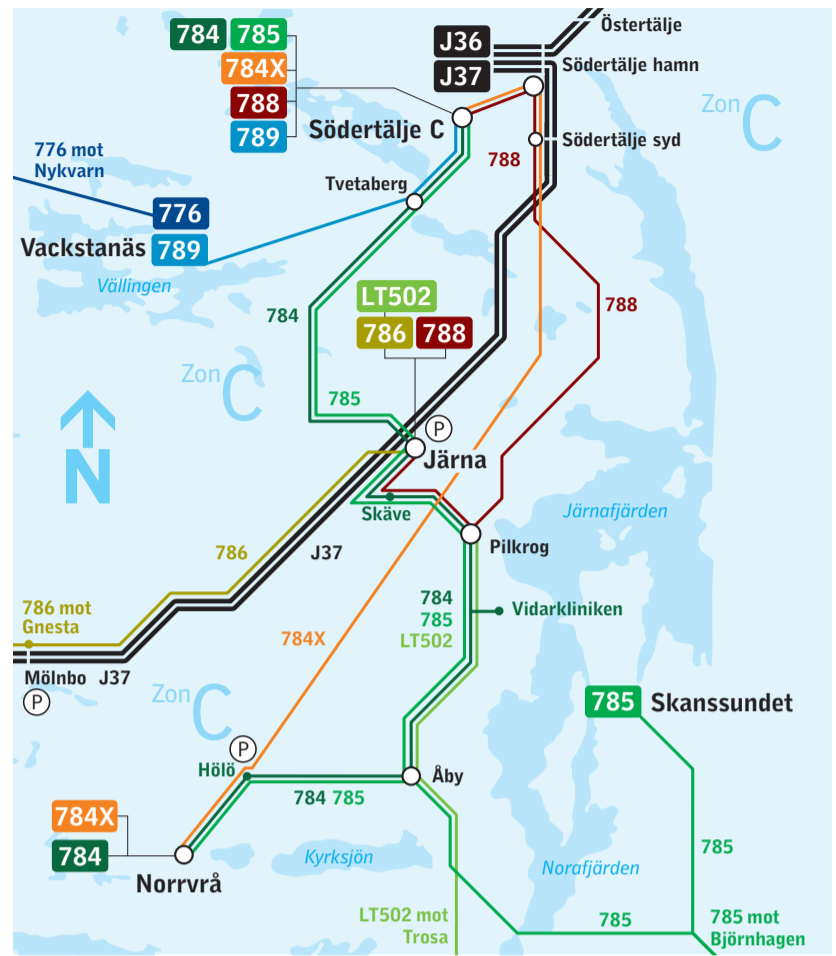 Östertälje
784 785
J36
Södertälje hamn
784X
J37
788
Zon C
789
Södertälje C
Södertälje syd
776 mot
Nykvarn
788
Tvetaberg
776
Vackstanäs 789
Vällingen
LT502
784
788
786 788
Zon C
785
P
N
Järna
Skäve
Järnafjärden
Pilkrog
786
J37
784
785
LT502
Vidarkliniken
786 mot
Gnesta
784X
Mölnbo J37
P
Zon C
785 Skanssundet
P
Hölö
Åby
784 785
784X
784
785
Kyrksjön
Norafjärden
Norrvrå
LT502 mot
Trosa
785
785 mot
Björnhagen